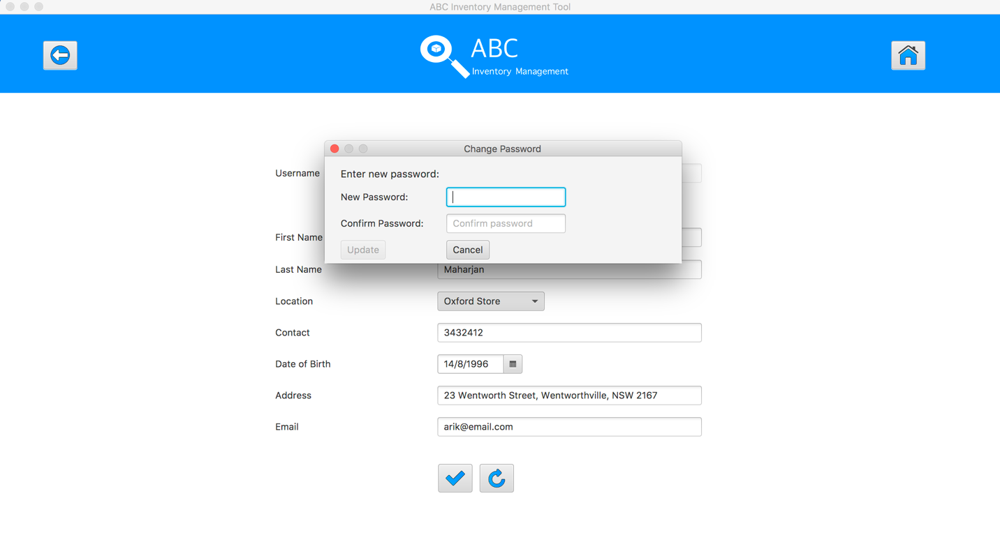 ABC Inventory Management Tool
ABC
Inventory Management
Change Password
Enter new password:
Username
New Password:
Confirm Password: Confirm password
First Name
Update Cancel
Last Name Maharjan
Location Oxford Store
Contact 3432412
Date of Birth 14/8/1996
Address 23 Wentworth Street, Wentworthville, NSW 2167
Email arik@email.com